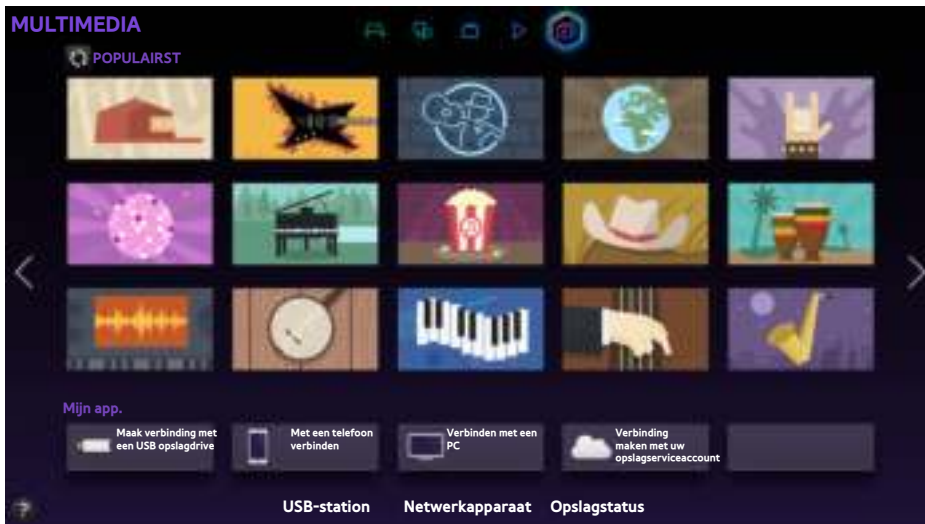 MULTIMEDIA
POPULAIRST
Mijn app.
Maak verbinding met
een USB opslagdrive
Met een telefoon
verbinden
Verbinden met een
PC
Verbinding
maken met uw
opslagserviceaccount
?
USB-station
Netwerkapparaat
Opslagstatus